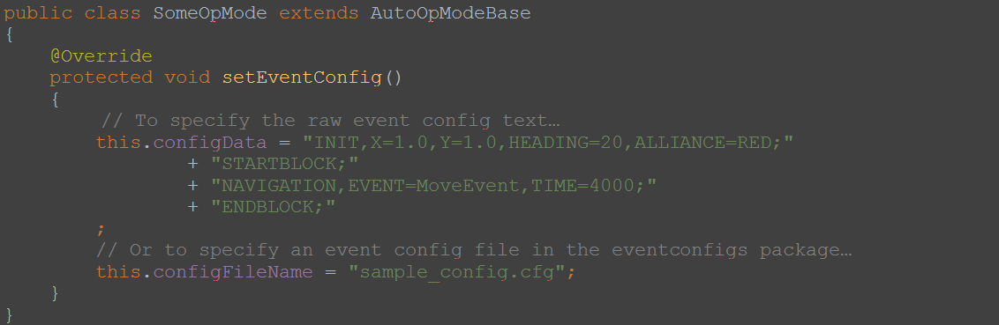 public class SomeOpMode extends AutoOpModeBase
{
@Override
protected void setEventConfig()
{
// To specify the raw event config text…
this.configData = "INIT,X=1.0,Y=1.0,HEADING=20,ALLIANCE=RED;"
+ "STARTBLOCK;"
+ "NAVIGATION,EVENT=MoveEvent,TIME=4000;"
+ "ENDBLOCK;"
;
// Or to specify an event config file in the eventconfigs package…
this.configFileName = "sample_config.cfg";
}
}